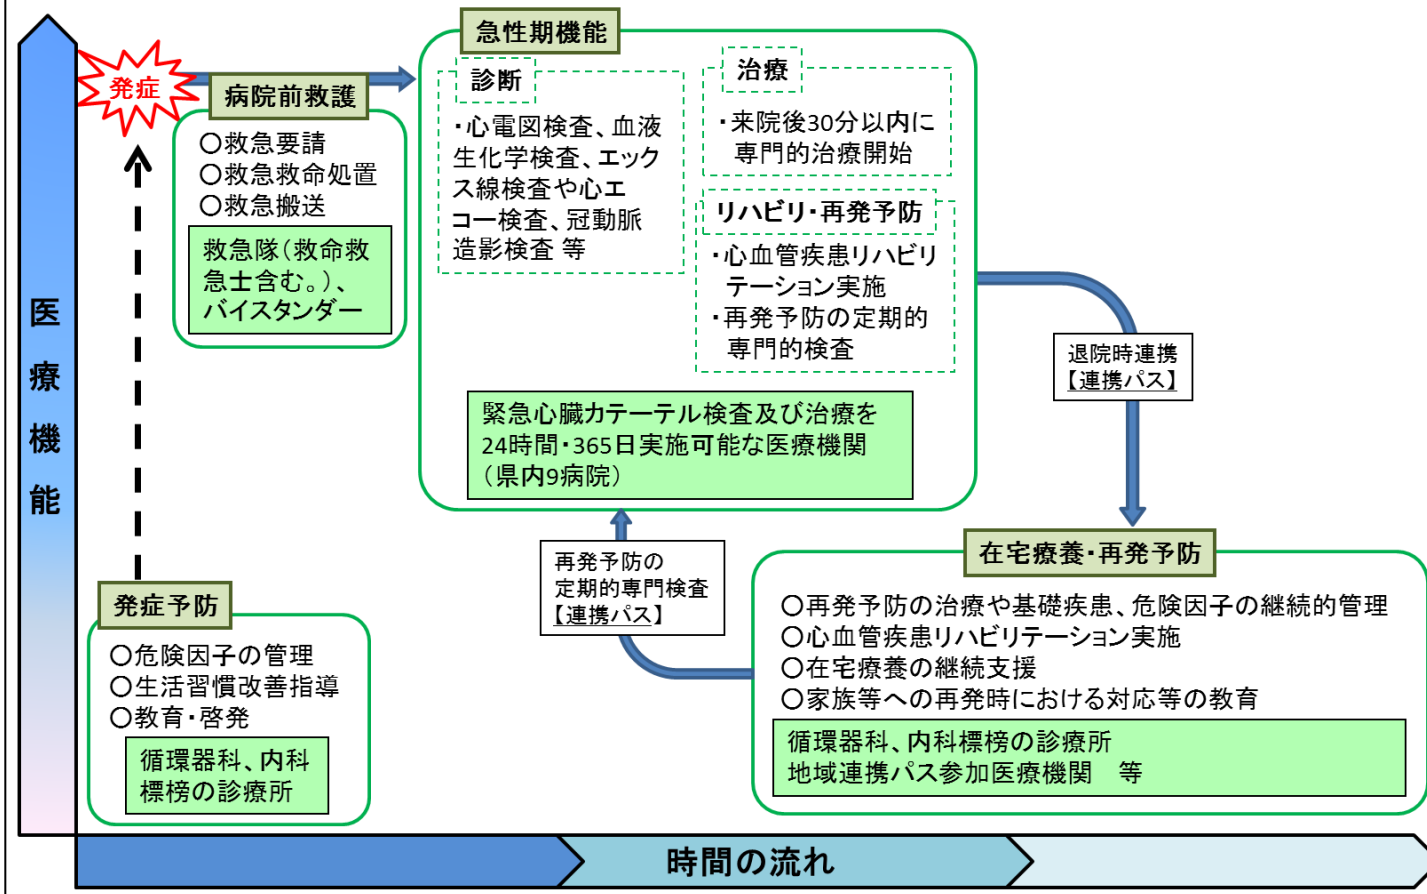 医療機能
発症
病院前救護
○救急要請
○救急救命処置
○救急搬送
救急隊（救命救
急士含む。）、
バイスタンダー
急性期機能
診断
・心電図検査、血液
生化学検査、エック
ス線検査や心エ
コー検査、冠動脈
造影検査 等
治療
・来院後30分以内に
専門的治療開始
リハビリ・再発予防
・心血管疾患リハビリ
テーション実施
・再発予防の定期的
専門的検査
緊急心臓カテーテル検査及び治療を
24時間・365日実施可能な医療機関
（県内9病院）
退院時連携
【連携パス】
再発予防の
定期的専門検査
【連携パス】
発症予防
○危険因子の管理
○生活習慣改善指導
○教育・啓発
循環器科、内科
標榜の診療所
在宅療養・再発予防
○再発予防の治療や基礎疾患、危険因子の継続的管理
○心血管疾患リハビリテーション実施
○在宅療養の継続支援
○家族等への再発時における対応等の教育
循環器科、内科標榜の診療所
地域連携パス参加医療機関　等
時間の流れ